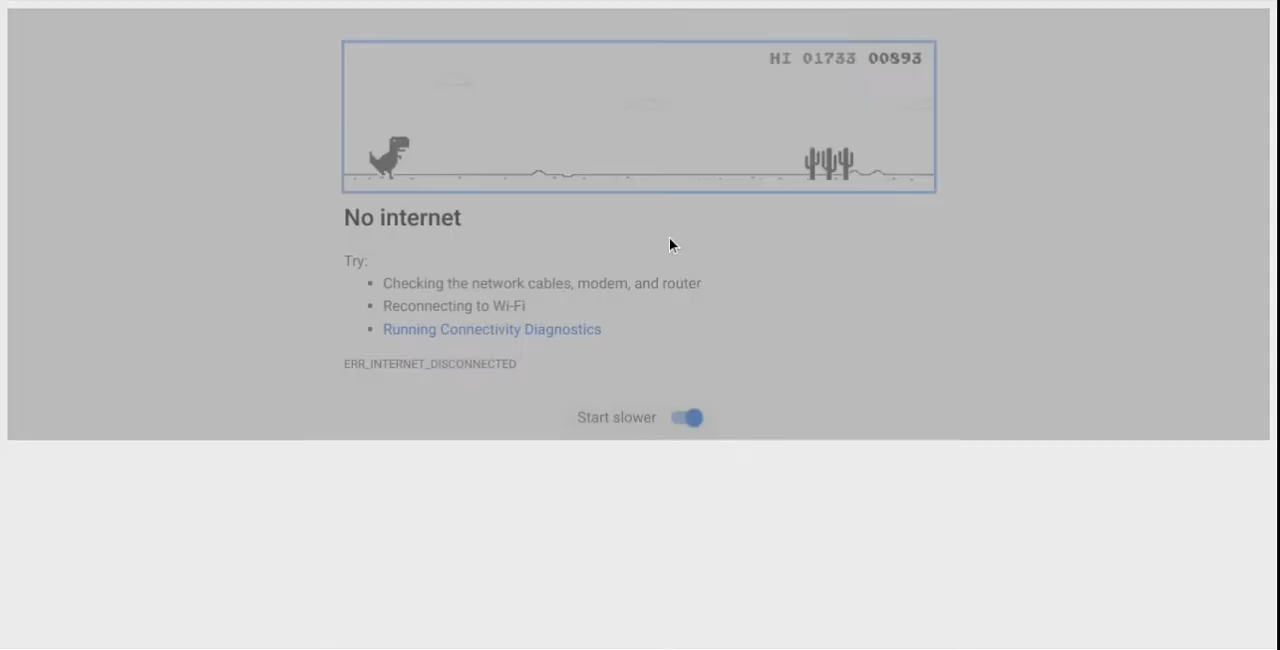 HI 01733 00893
No internet
Try:
• Checking the network cables, modem, and router
• Reconnecting to Wi-Fi
• Running Connectivity Diagnostics
ERR_INTERNET_DISCONNECTED
Start slower